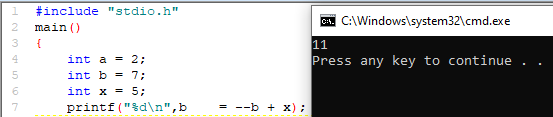 1 #include "stdio.h"
2 main()
3 {
4 int a = 2;
5 int b = 7;
6 int x = 5;
7 printf("%d\n",b    = --b + x);
C:\Windows\system32\cmd.exe
11
Press any key to continue . .